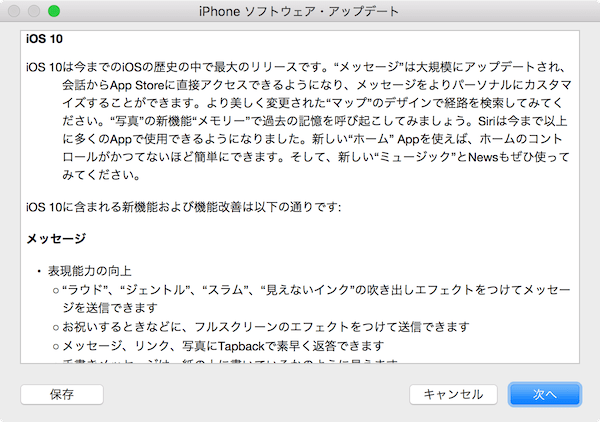 iPhone ソフトウェア・アップデート
iOS 10
iOS 10は今までのiOSの歴史の中で最大のリリースです。“メッセージ”は大規模にアップデートされ、
会話からApp Storeに直接アクセスできるようになり、メッセージをよりパーソナルにカスタマ
イズすることができます。より美しく変更された“マップ”のデザインで経路を検索してみてく
ださい。“写真”の新機能“メモリー”で過去の記憶を呼び起こしてみましょう。Siriは今まで以上
に多くのAppで使用できるようになりました。新しい“ホーム” Appを使えば、ホームのコント
ロールがかつてないほど簡単にできます。そして、新しい“ミュージック”とNewsもぜひ使って
みてください。
iOS 10に含まれる新機能および機能改善は以下の通りです:
メッセージ
• 表現能力の向上
○ “ラウド”、“ジェントル”、“スラム”、“見えないインク”の吹き出しエフェクトをつけてメッセー
ジを送信できます
○ お祝いするときなどに、フルスクリーンのエフェクトをつけて送信できます
○ メッセージ、リンク、写真にTapbackで素早く返答できます
保存
キャンセル
次へ